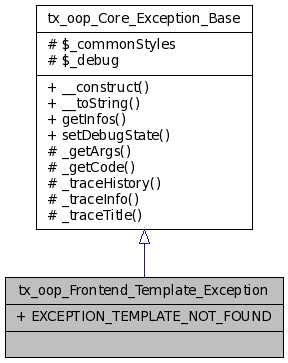 tx_oop_Core_Exception_Base
# $_commonStyles
# $_debug
+ __construct()
+ __toString()
+ getInfos()
+ setDebugState()
# _getArgs()
# _getCode()
# _traceHistory()
# _traceInfo()
# _traceTitle()
tx_oop_Frontend_Template_Exception
+ EXCEPTION_TEMPLATE_NOT_FOUND